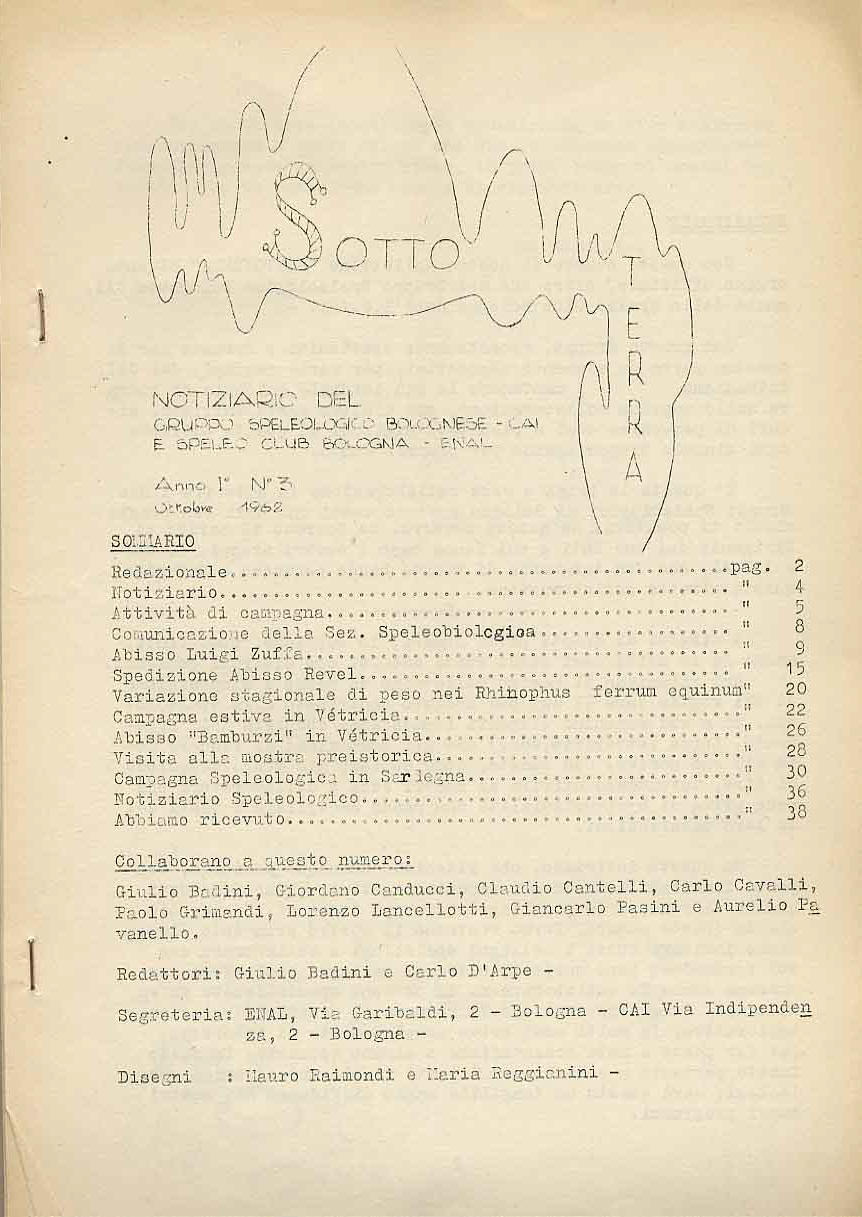 SOTTO
TERRA
NOTIZIARIO DEL
GRUPPO SPELEOLOGICO BOLOGNESE - CAI
E SPELEO CLUB BOLOGNA - ENAL
Anno 1° N° 3
Ottobre 1962
SOMMARIO
Redazionale.......................................................pag. 2
Notiziario........................................................ " 4
Attività di campagna.............................................. " 5
Comunicazione della Sez. Speleobiologica.......................... " 8
Abisso Luigi Zuffa................................................ " 9
Spedizione Abisso Revel........................................... " 15
Variazione stagionale di peso nei Rhihophus ferrum equinum" 20
Campagna estiva in Vétricia......................................." 22
Abisso "Bamburzi" in Vétricia....................................." 26
Visita alla mostra preistorica...................................." 28
Campagna Speleologica in Sardegna................................." 30
Notiziario Speleologico..........................................." 36
Abbiamo ricevuto.................................................." 38
Collaborano a questo numero:
Giulio Badini, Giordano Canducci, Claudio Cantelli, Carlo Cavalli,
Paolo Grimandi, Lorenzo Lancellotti, Giancarlo Pasini e Aurelio Pa
vanello.
Redattori: Giulio Badini e Carlo D'Arpe -
Segreteria: ENAL, Via Garibaldi, 2 - Bologna - CAI Via Indipenden
za, 2 - Bologna -
Disegni : Mauro Raimondi e Maria Reggianini -